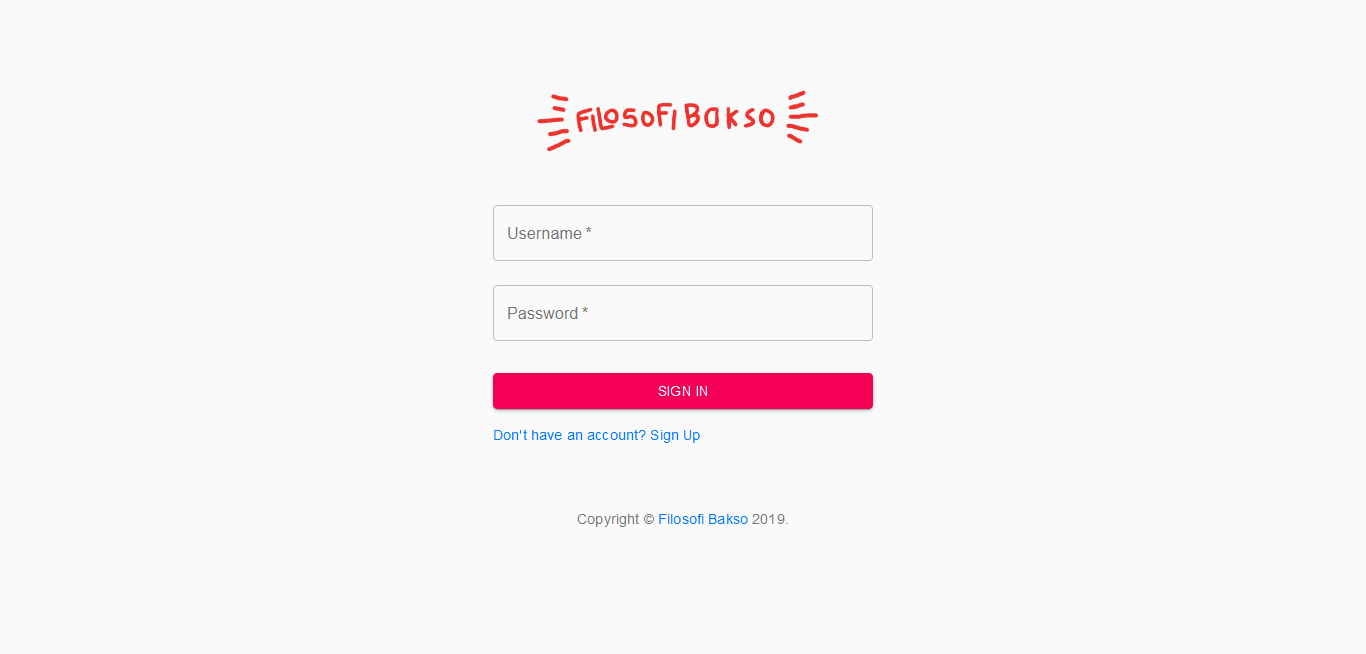 FiLosoFi BakSo
Username *
Password *
SIGN IN
Don't have an account? Sign Up
Copyright © Filosofi Bakso 2019.